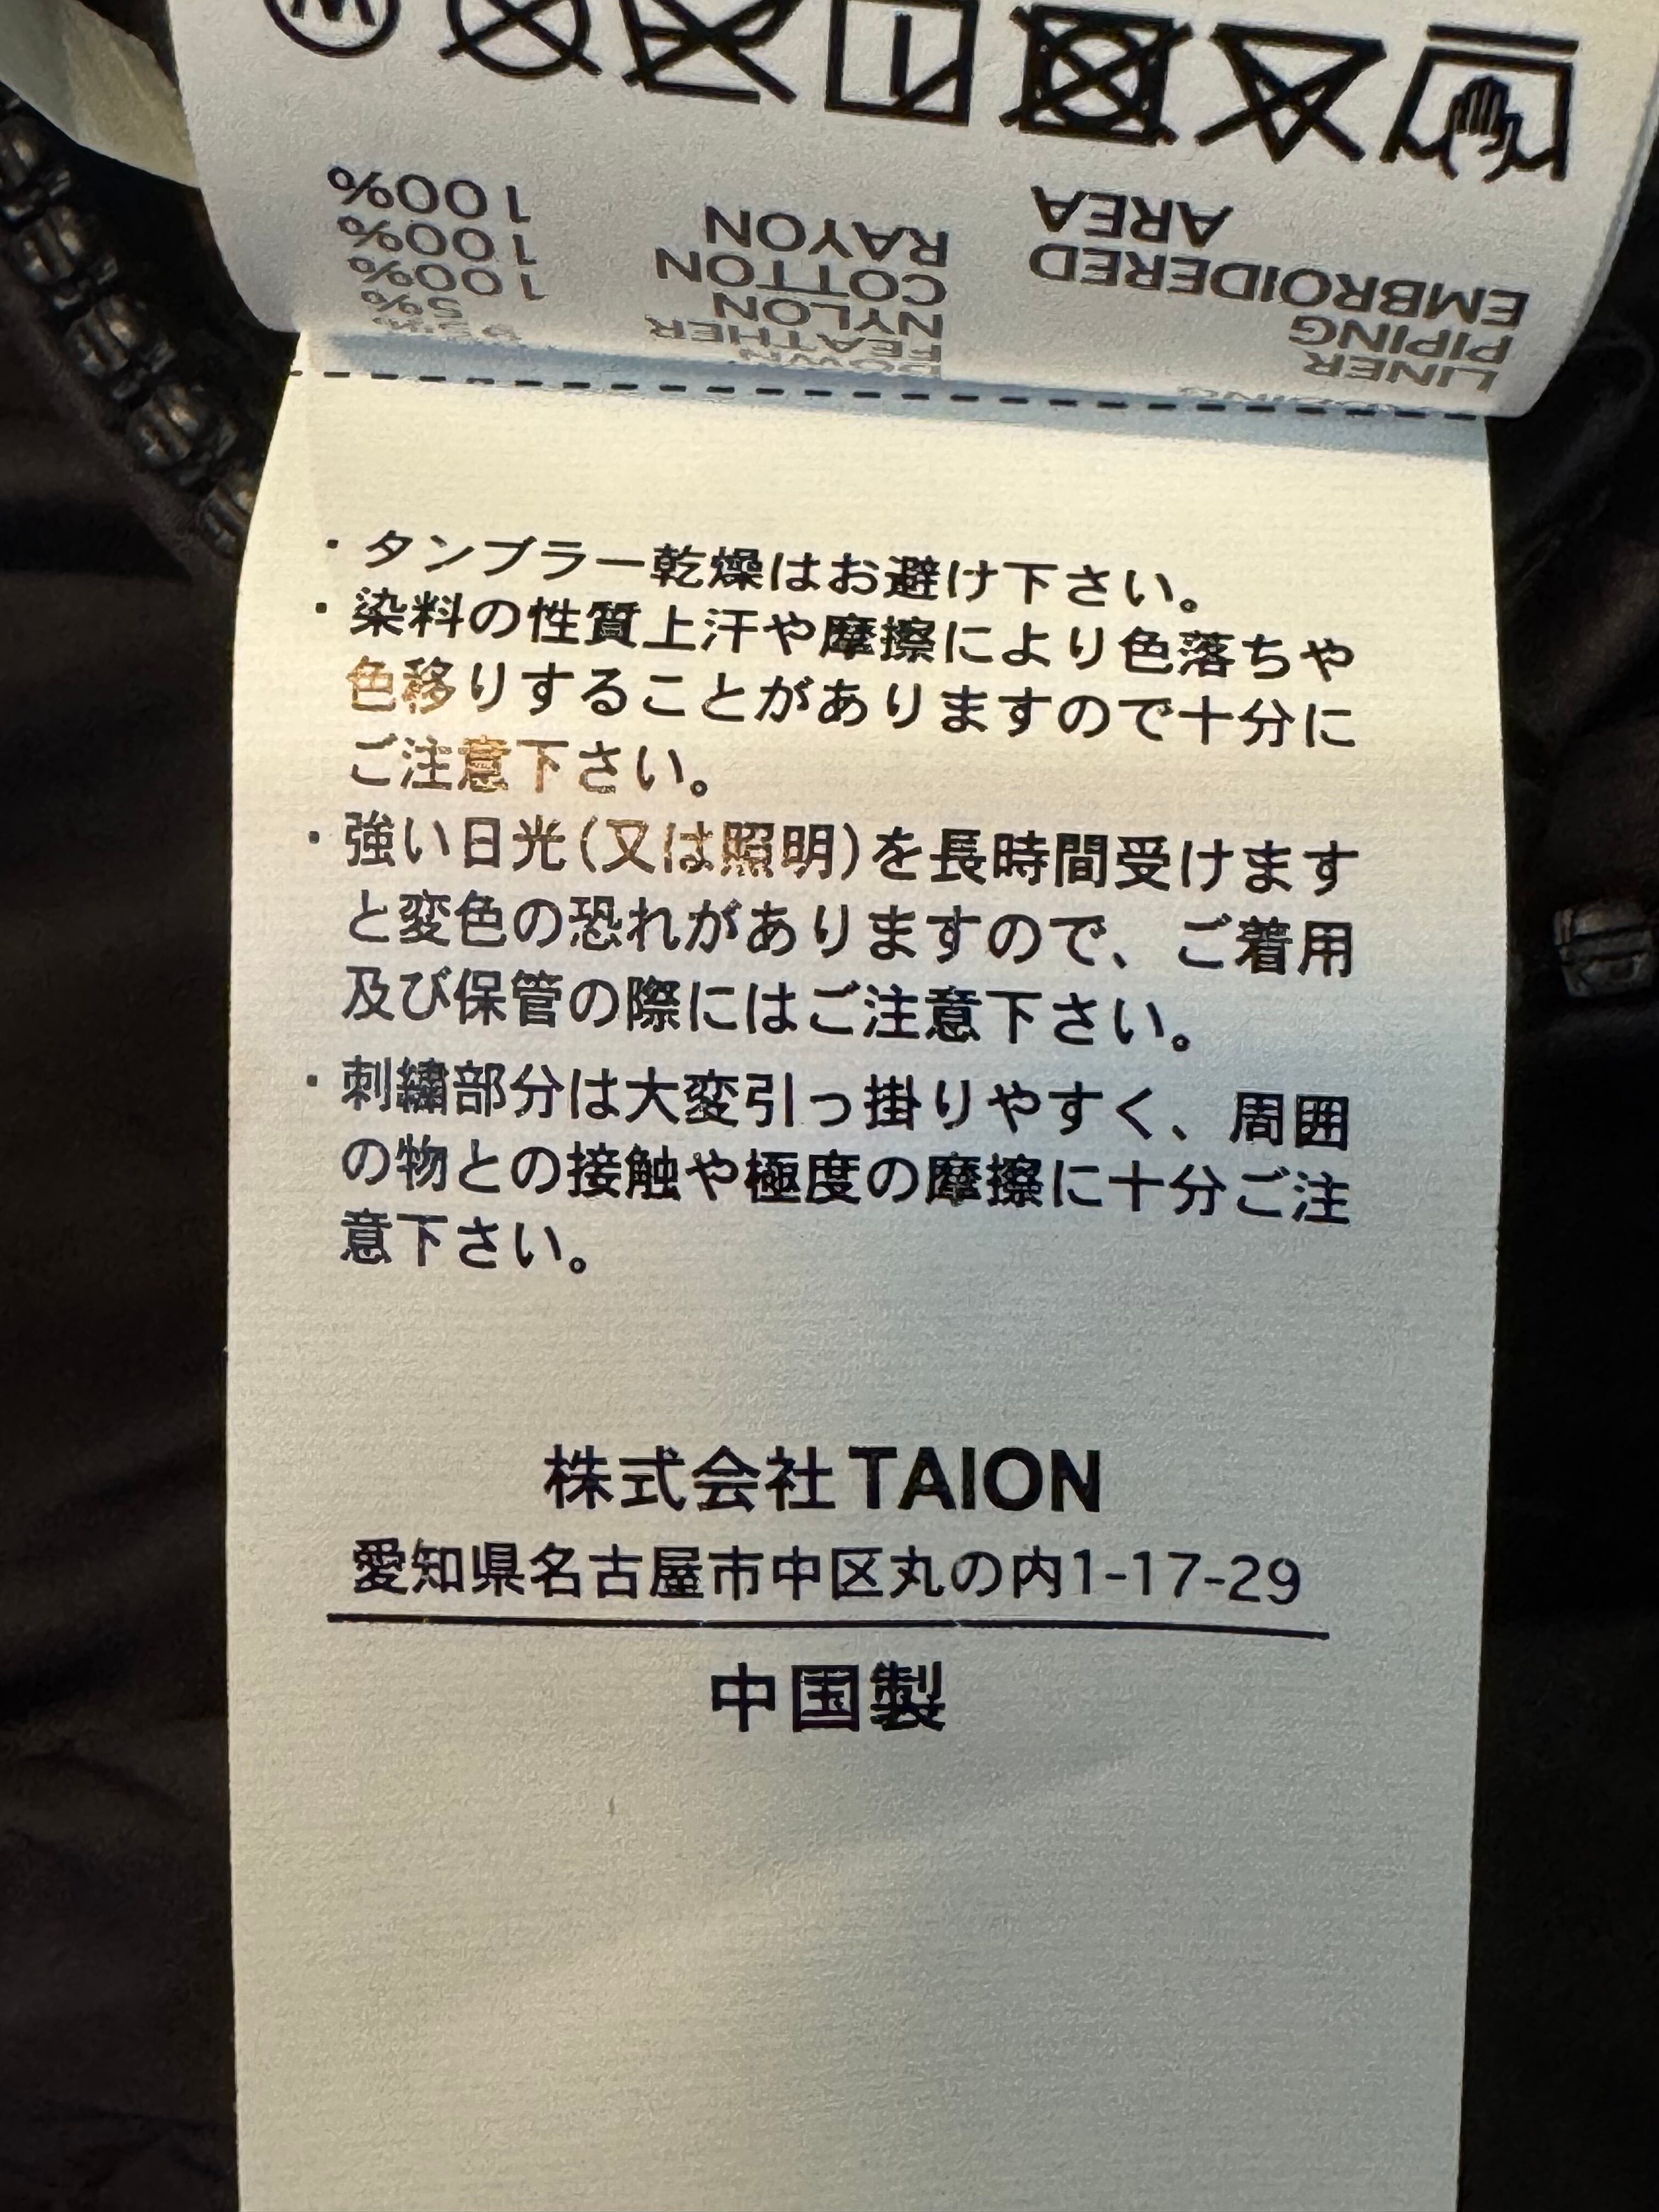 100%
RAYON
AREA
100%
COTTON
EMBROIDERED
100%
NYLON
PIPING
5%
FEATHER
LINER
DOWN
・タンブラー乾燥はお避け下さい。
・染料の性質上汗や摩擦により色落ちや
色移りすることがありますので十分に
ご注意下さい。
・強い日光(又は照明)を長時間受けます
と変色の恐れがありますので、ご着用
及び保管の際にはご注意下さい。
・刺繍部分は大変引っ掛りやすく、周囲
の物との接触や極度の摩擦に十分ご注
意下さい。
株式会社TAION
愛知県名古屋市中区丸の内1-17-29
中国製